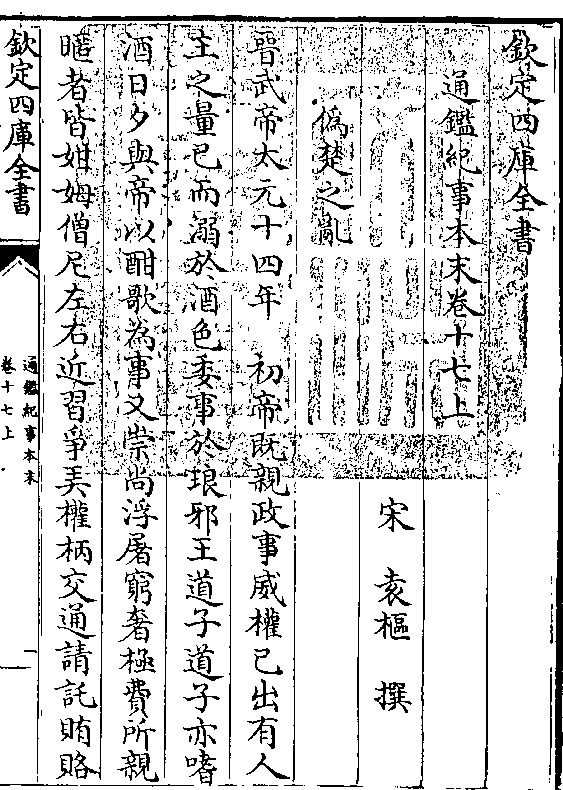 欽定四庫全書
通鑑紀事本末卷十七上
宋 袁樞 撰
僞楚之亂
晉武帝太元十四年 初帝既親政事威權已出有人
主之量已而溺於酒色委事於琅邪王道子道子亦嗜
酒日夕與帝以酣歌為事又崇尚浮屠窮奢極費所親
暱者皆姏姆僧尼左右近習爭弄權柄交通請託賄賂
欽定四庫全書
通鑑紀事本末
卷十七上
一